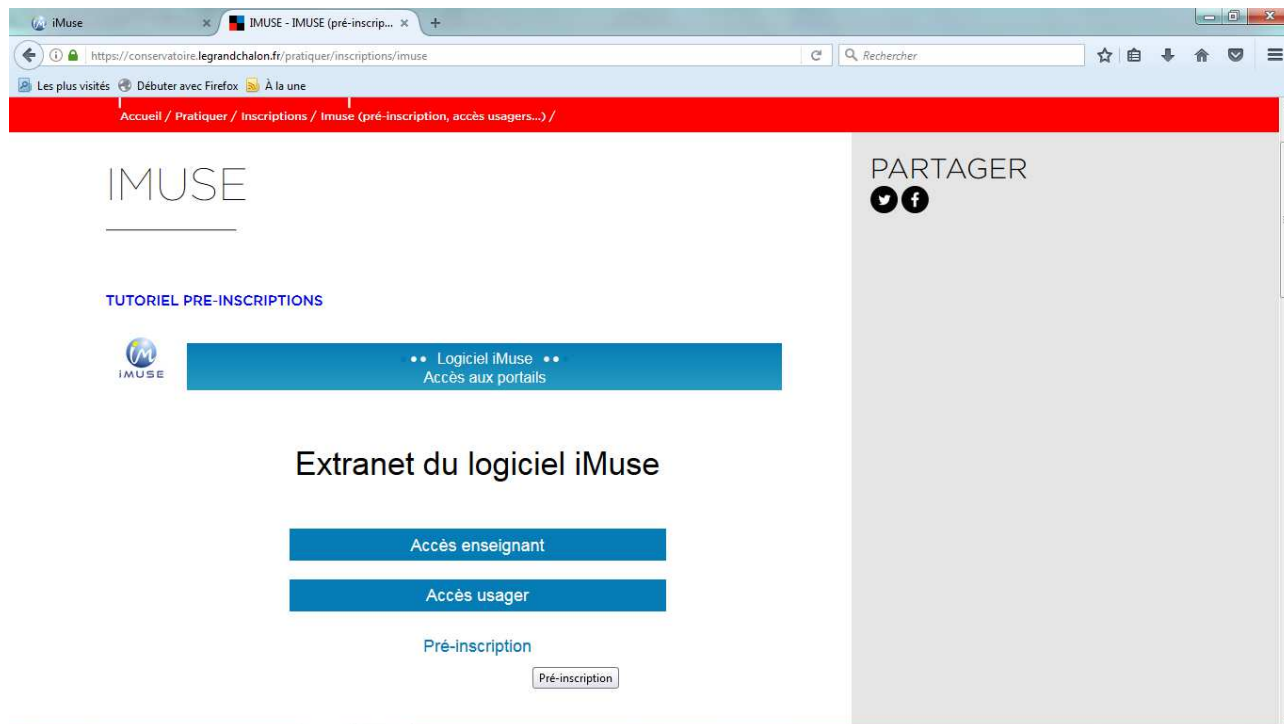 iMuse
IMUSE - IMUSE (pré-inscrip...
https://conservatoire.legrandchalon.fr/pratiquer/inscriptions/imuse
Rechercher
Les plus visités Débuter avec Firefox À la une
Accueil / Pratiquer / Inscriptions / Imuse (pré-inscription, accès usagers...) /
IMUSE
PARTAGER
TUTORIEL PRE-INSCRIPTIONS
iM
iMUSE
•• Logiciel iMuse ••
Accès aux portails
Extranet du logiciel iMuse
Accès enseignant
Accès usager
Pré-inscription
Pré-inscription